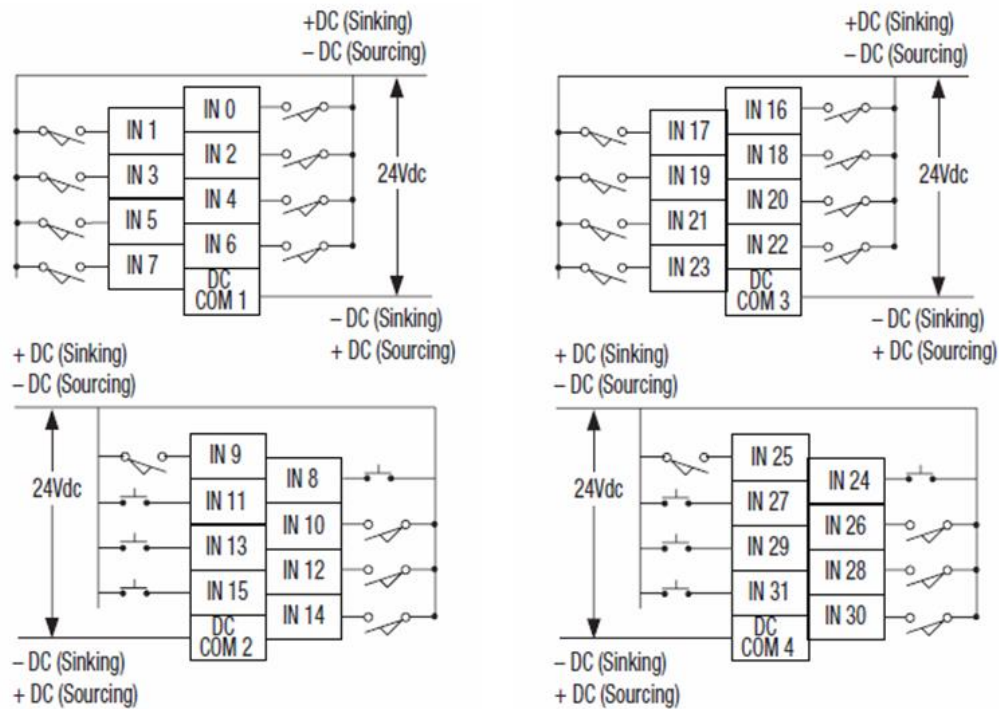 +DC (Sinking)
– DC (Sourcing)
IN 0
IN 1
IN 2
IN 3
IN 4
IN 5
IN 6
IN 7
DC
COM 1
24Vdc
– DC (Sinking)
+ DC (Sourcing)
+DC (Sinking)
– DC (Sourcing)
IN 16
IN 17
IN 18
IN 19
IN 20
IN 21
IN 22
IN 23
DC
COM 3
24Vdc
– DC (Sinking)
+ DC (Sourcing)
+ DC (Sinking)
– DC (Sourcing)
24Vdc
IN 9
IN 8
IN 11
IN 10
IN 13
IN 12
IN 15
IN 14
DC
COM 2
– DC (Sinking)
+ DC (Sourcing)
+ DC (Sinking)
– DC (Sourcing)
24Vdc
IN 25
IN 24
IN 27
IN 26
IN 29
IN 28
IN 31
IN 30
DC
COM 4
– DC (Sinking)
+ DC (Sourcing)